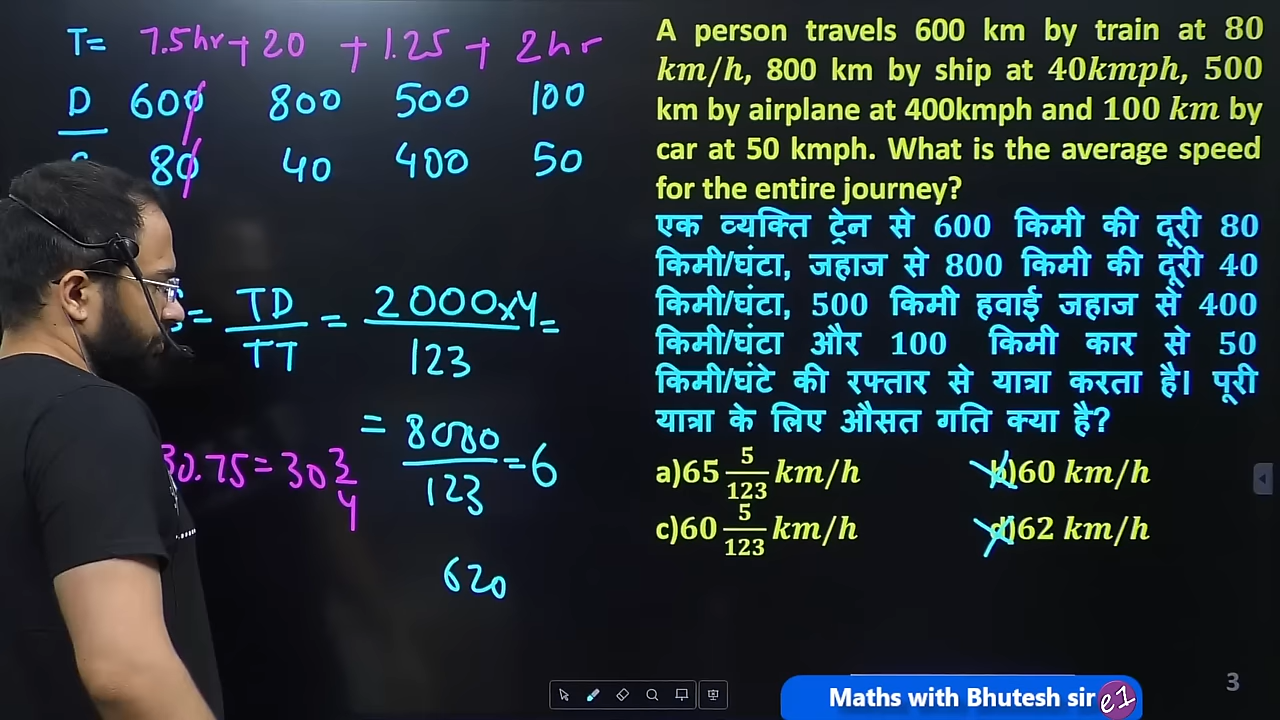 T= 7.5hr + 20 + 1.25 + 2hr
D 600 800 500 100
80 40 400 50
= TD/TT = 2000x4/123 =
= 8000/123 = 6
30.75 = 30 3/4
620
A person travels 600 km by train at 80
km/h, 800 km by ship at 40kmph, 500
km by airplane at 400kmph and 100 km by
car at 50 kmph. What is the average speed
for the entire journey?
एक व्यक्ति ट्रेन से 600 किमी की दूरी 80
किमी/घंटा, जहाज से 800 किमी की दूरी 40
किमी/घंटा, 500 किमी हवाई जहाज से 400
किमी/घंटा और 100 किमी कार से 50
किमी/घंटे की रफ्तार से यात्रा करता है। पूरी
यात्रा के लिए औसत गति क्या है?
a)65 5/123 km/h b)60 km/h
c)60 5/123 km/h d)62 km/h
3
Maths with Bhutesh sir e1